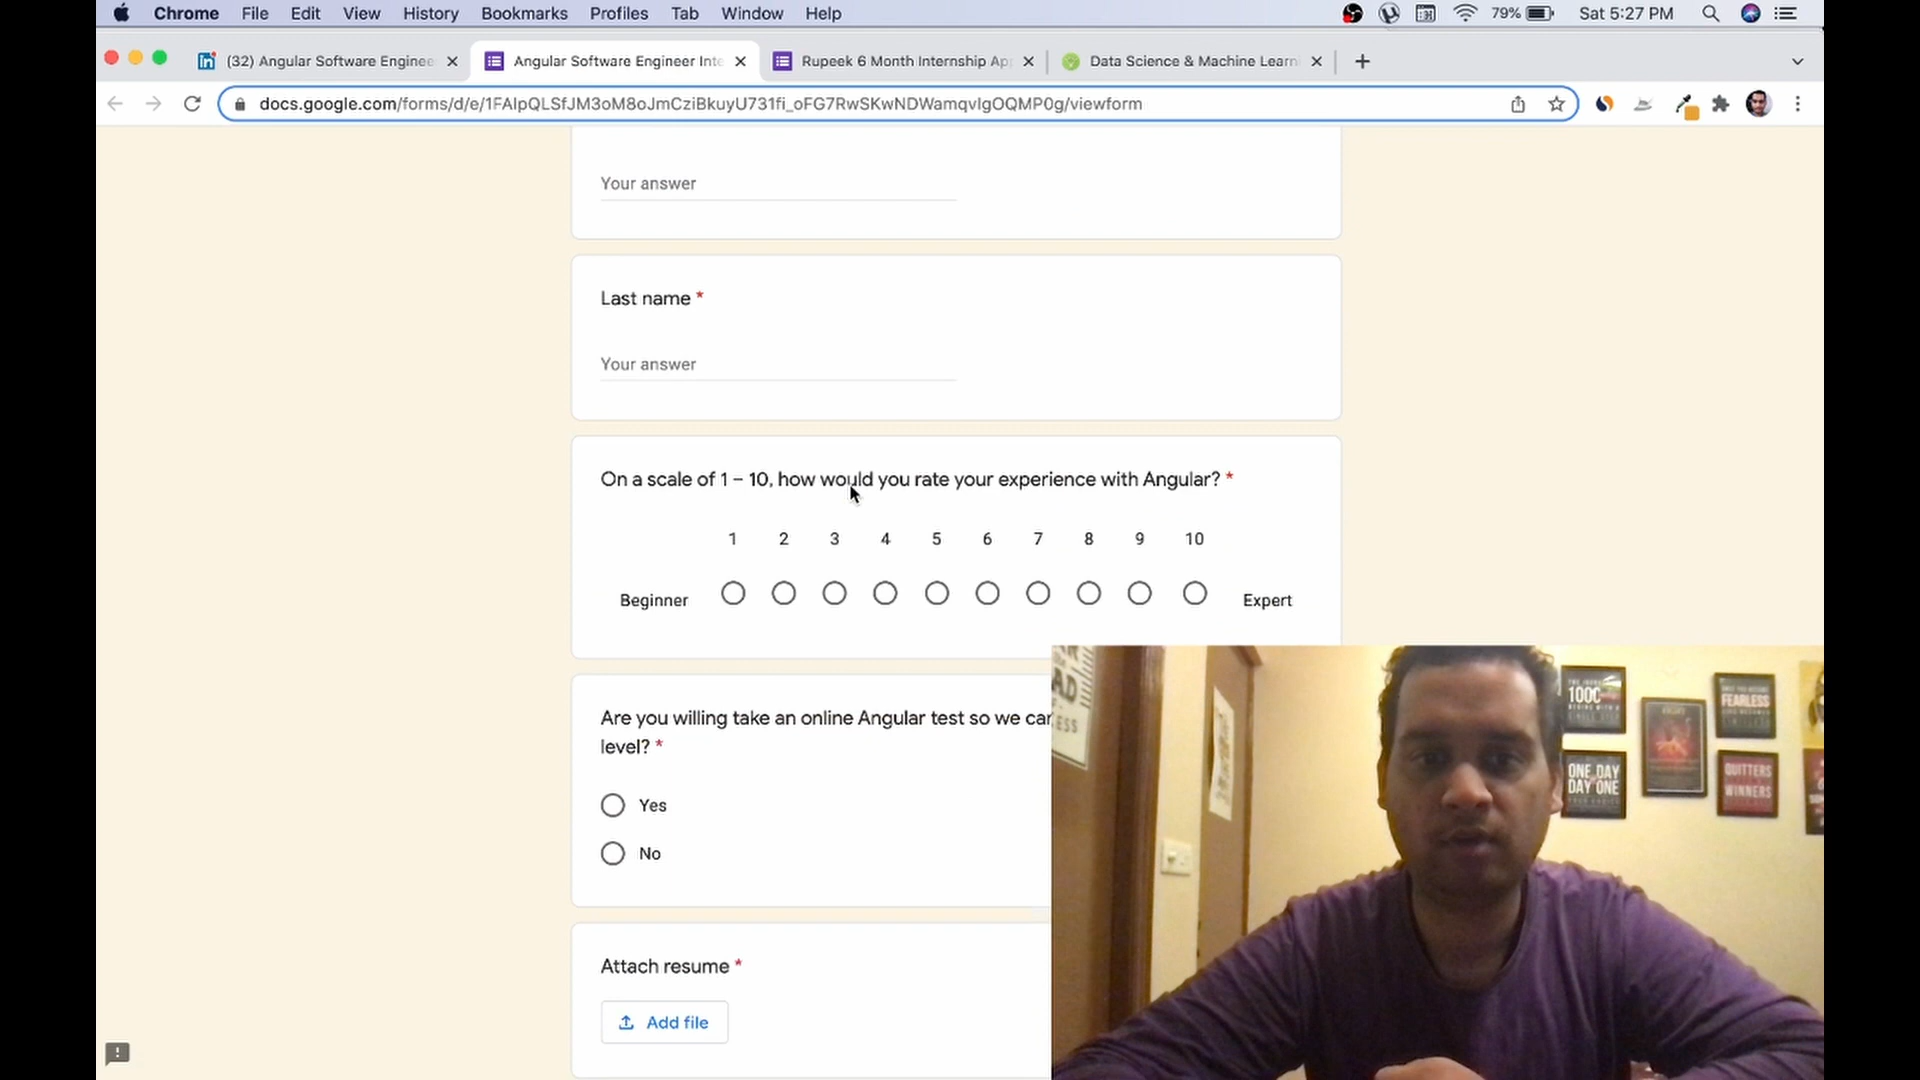 Chrome File Edit View History Bookmarks Profiles Tab Window Help 79% Sat 5:27 PM
(32) Angular Software Enginee Angular Software Engineer Inte Rupeek 6 Month Internship Ap Data Science & Machine Learn
docs.google.com/forms/d/e/1FAIpQLSfJM3oM8oJmCziBkuyU731fi_oFG7RwSKwNDWamqvIgOQMP0g/viewform
Your answer
Last name *
Your answer
On a scale of 1 – 10, how would you rate your experience with Angular? *
1 2 3 4 5 6 7 8 9 10
Beginner Expert
Are you willing take an online Angular test so we can
level? *
Yes
No
Attach resume *
Add file
AD
ESS
1000
FEARLESS
ONE DAY
DAY ONE
QUITTERS
WINNERS